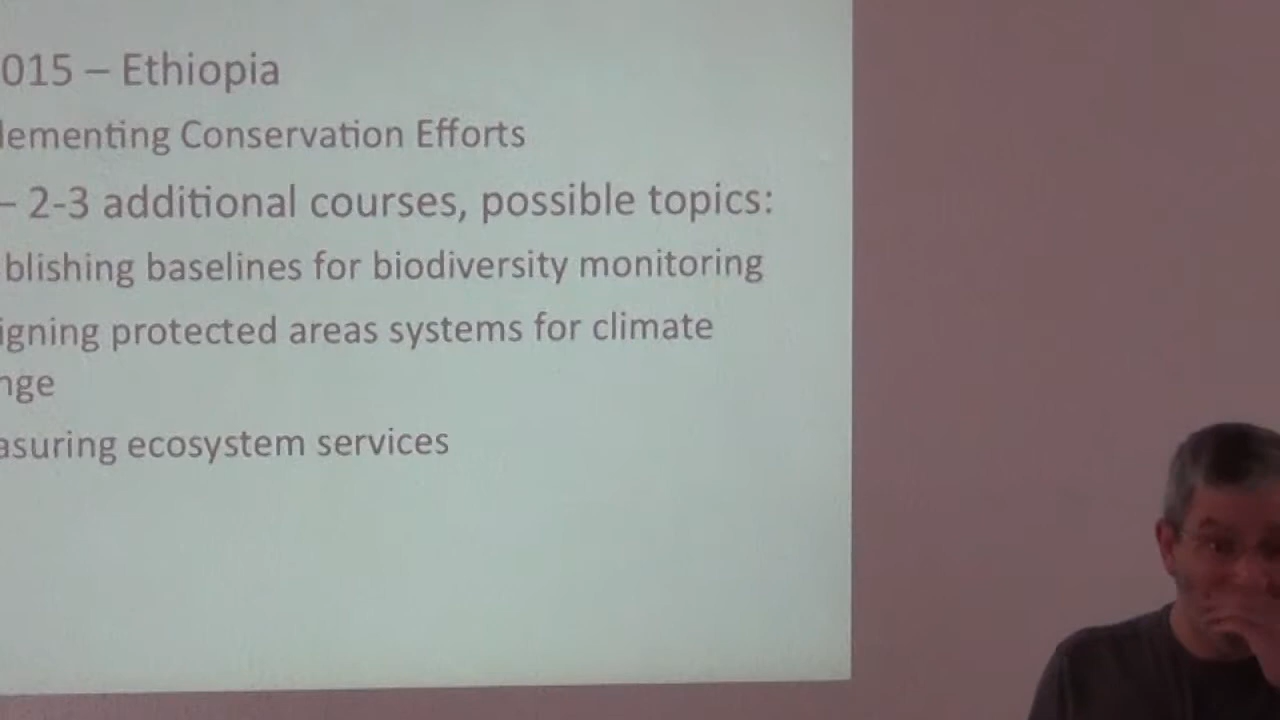 015 – Ethiopia
lementing Conservation Efforts
– 2-3 additional courses, possible topics:
blishing baselines for biodiversity monitoring
igning protected areas systems for climate
nge
asuring ecosystem services